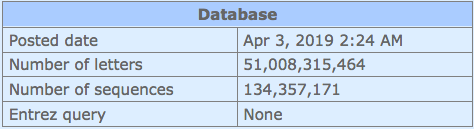 Database
Posted date Apr 3, 2019 2:24 AM
Number of letters 51,008,315,464
Number of sequences 134,357,171
Entrez query None